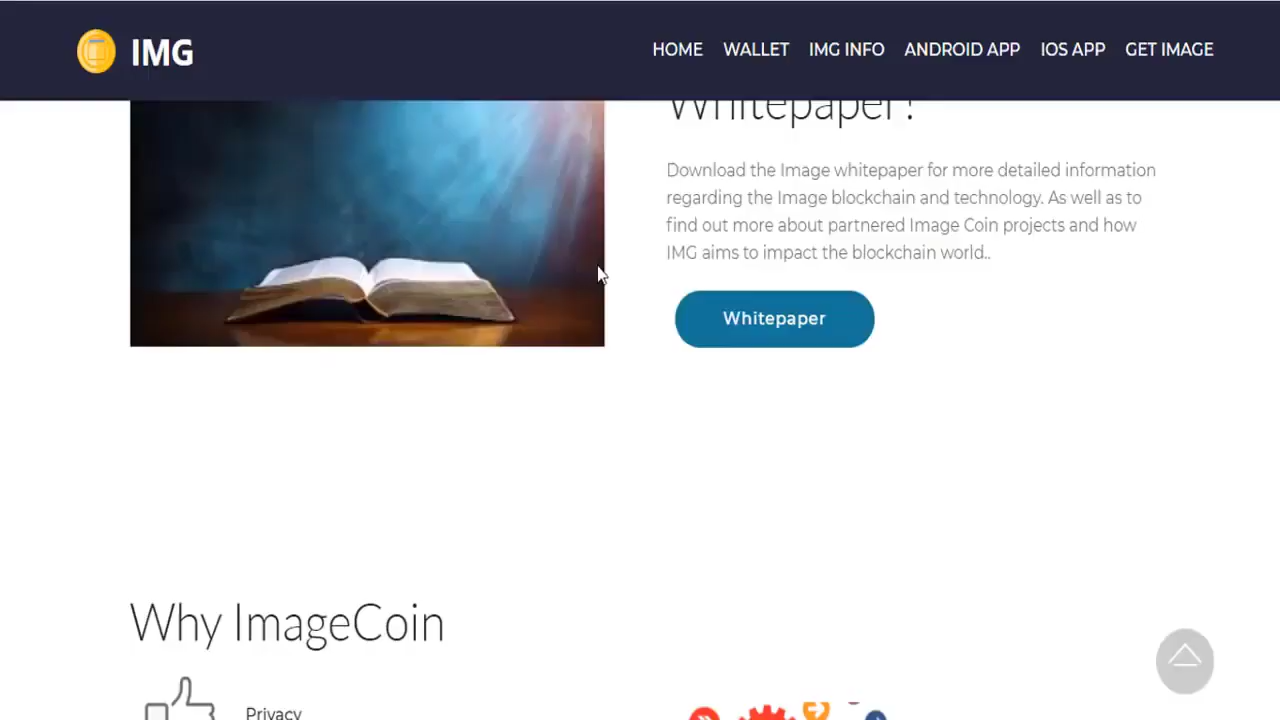 IMG
HOME WALLET IMG INFO ANDROID APP IOS APP GET IMAGE
Whitepaper?
Download the Image whitepaper for more detailed information
regarding the Image blockchain and technology. As well as to
find out more about partnered Image Coin projects and how
IMG aims to impact the blockchain world..
Whitepaper
Why ImageCoin
Privacy